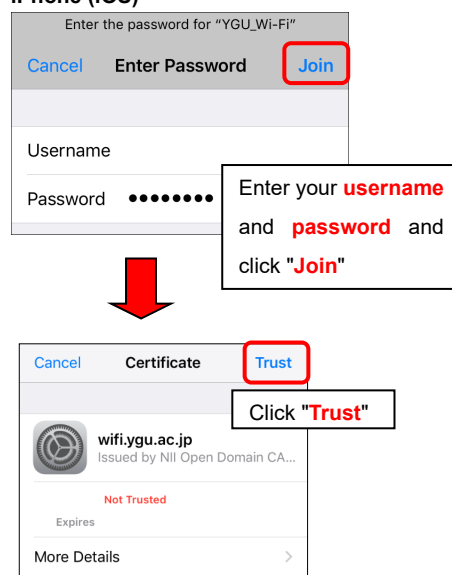 iPhone (iOS)
Enter the password for “YGU_Wi-Fi”
Cancel Enter Password Join
Username
Password ●●●●●●●●
Enter your username
and password and
click "Join"
Cancel Certificate Trust
Click "Trust"
wifi.ygu.ac.jp
Issued by NII Open Domain CA...
Not Trusted
Expires
More Details